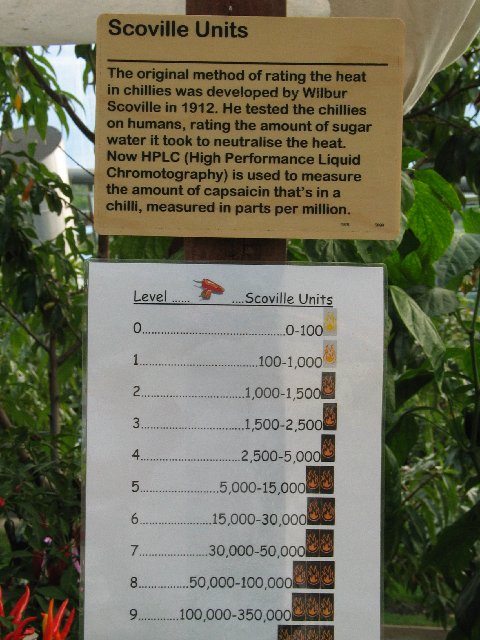 Scoville Units
The original method of rating the heat
in chillies was developed by Wilbur
Scoville in 1912. He tested the chillies
on humans, rating the amount of sugar
water it took to neutralise the heat.
Now HPLC (High Performance Liquid
Chromotography) is used to measure
the amount of capsaicin that's in a
chilli, measured in parts per million.
Level ...... ....Scoville Units
0.......................................0-100
1................................100-1,000
2............................1,000-1,500
3............................1,500-2,500
4...........................2,500-5,000
5.....................5,000-15,000
6...................15,000-30,000
7..................30,000-50,000
8.............50,000-100,000
9.............100,000-350,000